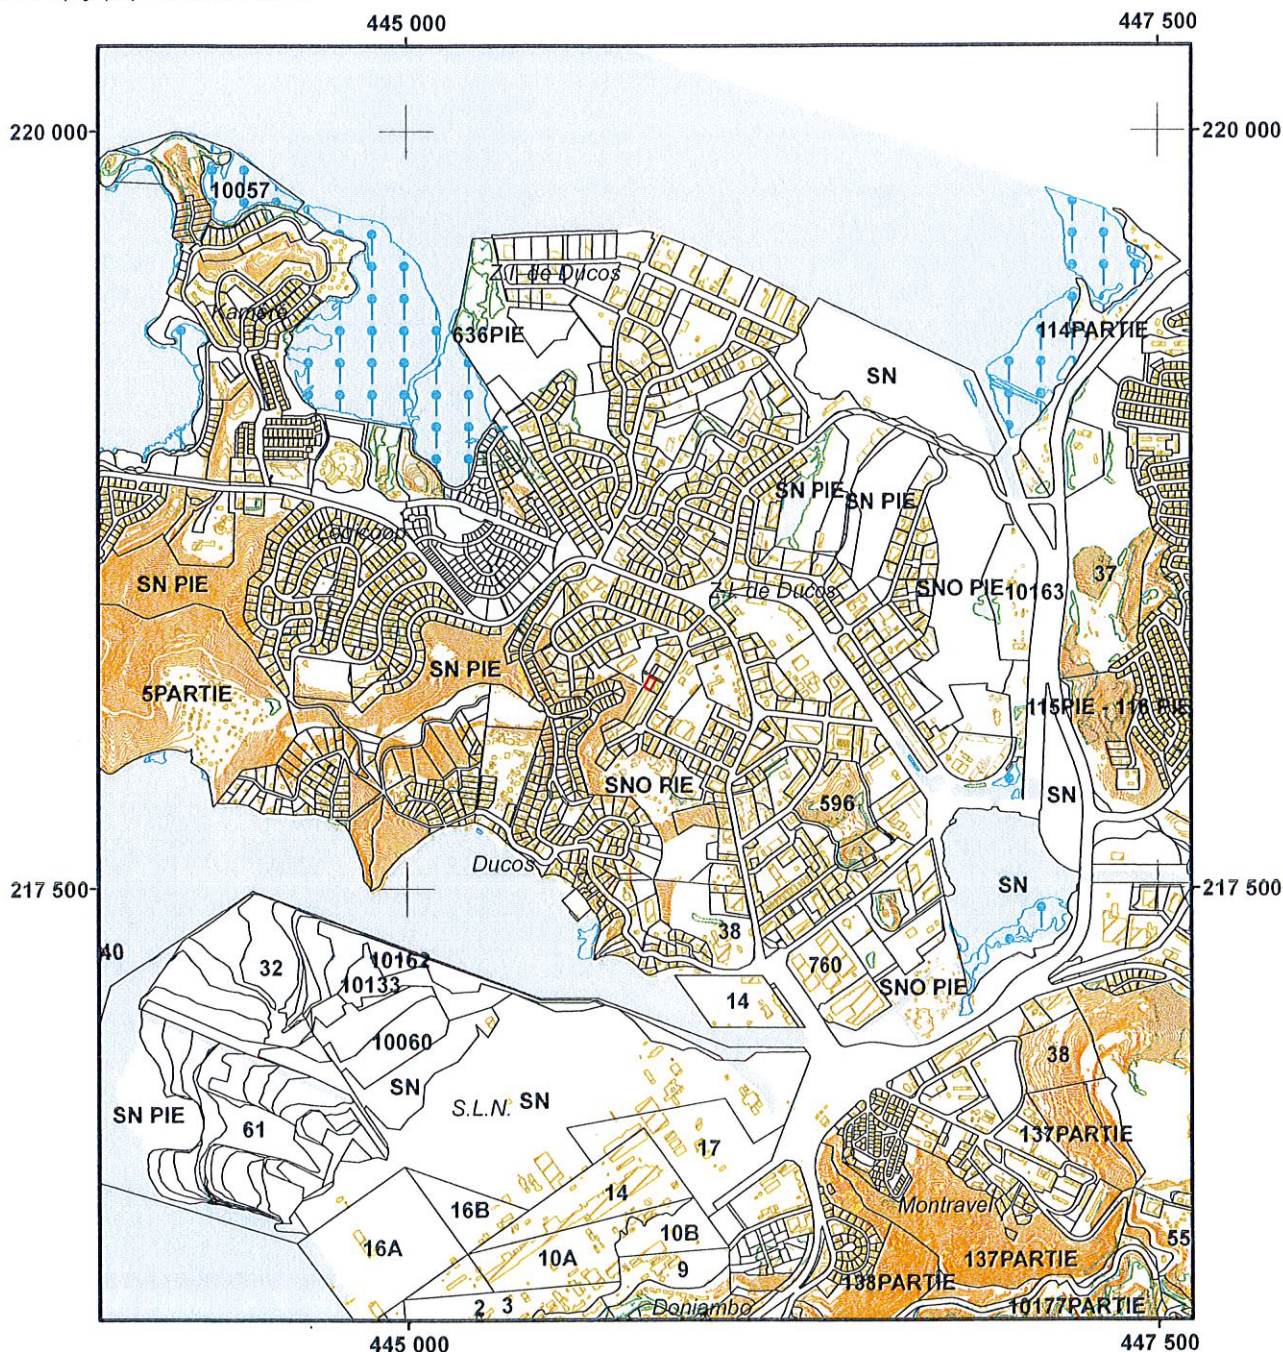 445 000
447 500
220 000
220 000
10057
Z.I. de Ducos
Kaméré
636PIE
114PARTIE
SN
SN PIE
SN PIE
Logicoop
SN PIE
37
Z.I. de Ducos
SNO PIE
10163
SN PIE
5PARTIE
115PIE - 116 PIE
SNO PIE
596
SN
Ducos
217 500
217 500
SN
38
40
32
10162
10133
760
SNO PIE
14
10060
38
SN
S.L.N.
SN
SN PIE
61
17
137PARTIE
14
16B
Montravel
10B
16A
10A
9
137PARTIE
55
138PARTIE
2
3
Doniambo
10177PARTIE
445 000
447 500